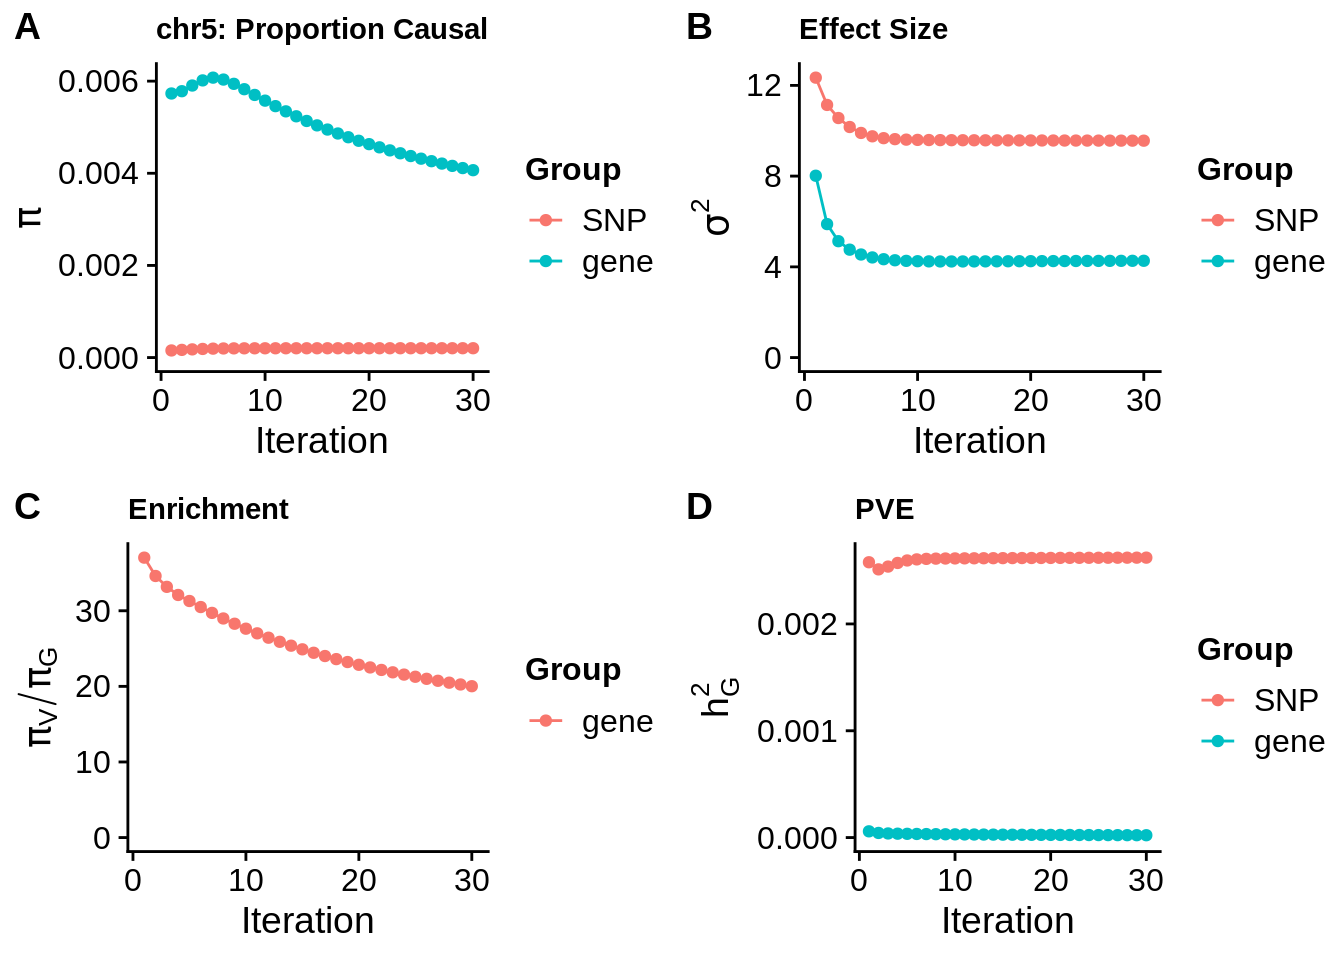 A
chr5: Proportion Causal
0.006
0.004
0.002
0.000
π
0 10 20 30
Iteration
Group
SNP
gene
B
Effect Size
12
8
4
0
σ²
0 10 20 30
Iteration
Group
SNP
gene
C
Enrichment
30
20
10
0
π_V/π_G
0 10 20 30
Iteration
Group
gene
D
PVE
0.002
0.001
0.000
h²_G
0 10 20 30
Iteration
Group
SNP
gene